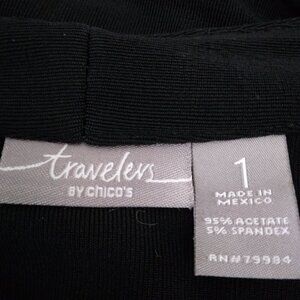 travelers
BY CHICO'S
1
MADE IN
MEXICO
95% ACETATE
5% SPANDEX
RN#79984